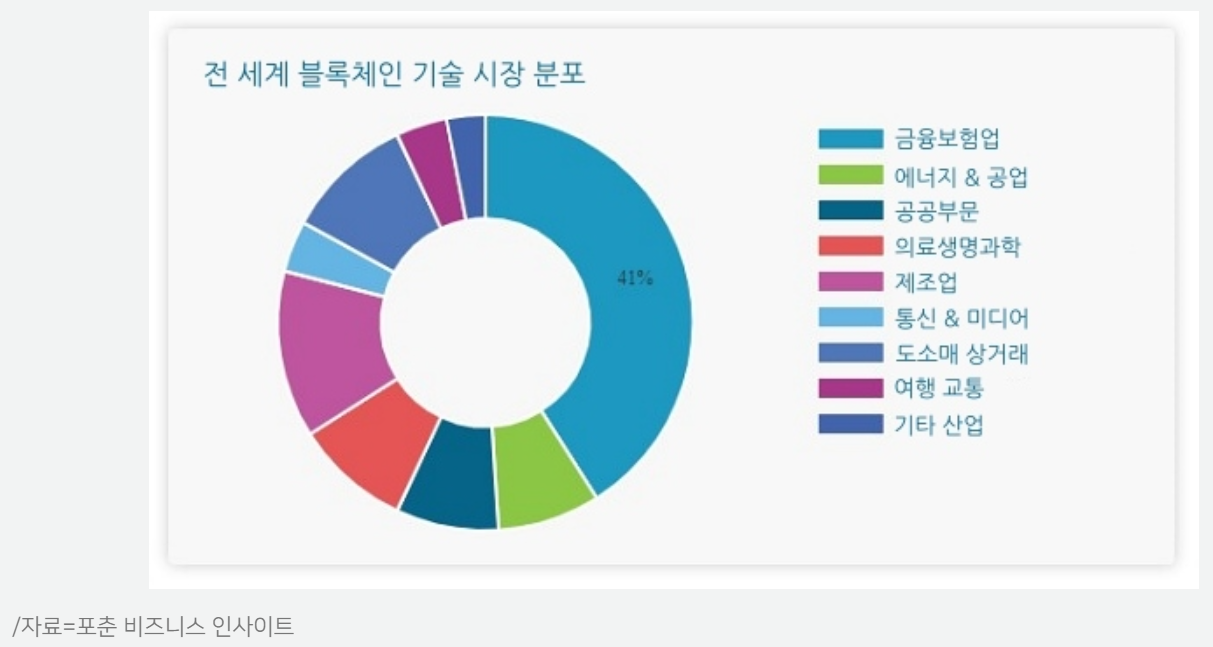 전 세계 블록체인 기술 시장 분포
41%
금융보험업
에너지 & 공업
공공부문
의료생명과학
제조업
통신 & 미디어
도소매 상거래
여행 교통
기타 산업
/자료=포춘 비즈니스 인사이트